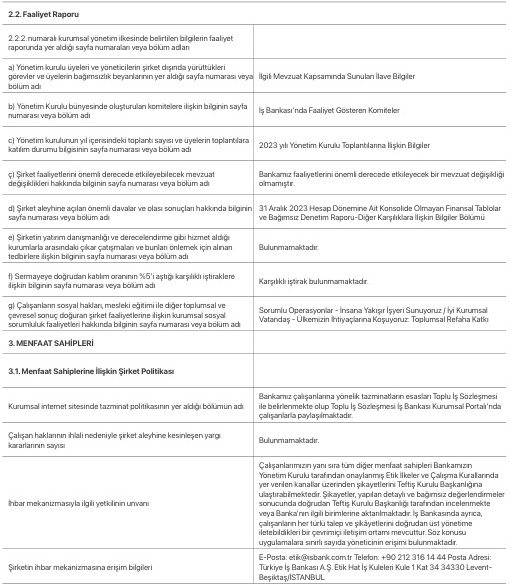 2.2. Faaliyet Raporu
2.2.2. numaralı kurumsal yönetim ilkesinde belirtilen bilgilerin faaliyet
raporunda yer aldığı sayfa numaraları veya bölüm adları
a) Yönetim kurulu üyeleri ve yöneticilerin şirket dışında yürüttükleri
görevler ve üyelerin bağımsızlık beyanlarının yer aldığı sayfa numarası veya
bölüm adı
İlgili Mevzuat Kapsamında Sunulan İlave Bilgiler
b) Yönetim Kurulu bünyesinde oluşturulan komitelere ilişkin bilginin sayfa
numarası veya bölüm adı
İş Bankası'nda Faaliyet Gösteren Komiteler
c) Yönetim kurulunun yıl içerisindeki toplantı sayısı ve üyelerin toplantılara
katılım durumu bilgisinin sayfa numarası veya bölüm adı
2023 yılı Yönetim Kurulu Toplantılarına İlişkin Bilgiler
ç) Şirket faaliyetlerini önemli derecede etkileyebilecek mevzuat
değişiklikleri hakkında bilginin sayfa numarası veya bölüm adı
Bankamız faaliyetlerini önemli derecede etkileyecek bir mevzuat değişikliği
olmamıştır.
d) Şirket aleyhine açılan önemli davalar ve olası sonuçları hakkında bilginin
sayfa numarası veya bölüm adı
31 Aralık 2023 Hesap Dönemine Ait Konsolide Olmayan Finansal Tablolar
ve Bağımsız Denetim Raporu-Diğer Karşılıklara İlişkin Bilgiler Bölümü
e) Şirketin yatırım danışmanlığı ve derecelendirme gibi hizmet aldığı
kurumlarla arasındaki çıkar çatışmaları ve bunları önlemek için alınan
tedbirlere ilişkin bilginin sayfa numarası veya bölüm adı
Bulunmamaktadır.
f) Sermayeye doğrudan katılım oranının %5'i aştığı karşılıklı iştiraklere
ilişkin bilginin sayfa numarası veya bölüm adı
Karşılıklı iştirak bulunmamaktadır.
g) Çalışanların sosyal hakları, mesleki eğitimi ile diğer toplumsal ve
çevresel sonuç doğuran şirket faaliyetlerine ilişkin kurumsal sosyal
sorumluluk faaliyetleri hakkında bilginin sayfa numarası veya bölüm adı
Sorumlu Operasyonlar - İnsana Yakışır İşyeri Sunuyoruz / İyi Kurumsal
Vatandaş - Ülkemizin İhtiyaçlarına Koşuyoruz: Toplumsal Refaha Katkı
3. MENFAAT SAHİPLERİ
3.1. Menfaat Sahiplerine İlişkin Şirket Politikası
Kurumsal internet sitesinde tazminat politikasının yer aldığı bölümün adı
Bankamız çalışanlarına yönelik tazminatların esasları Toplu İş Sözleşmesi
ile belirlenmekte olup Toplu İş Sözleşmesi İş Bankası Kurumsal Portalı'nda
çalışanlarla paylaşılmaktadır.
Çalışan haklarının ihlali nedeniyle şirket aleyhine kesinleşen yargı
kararlarının sayısı
Bulunmamaktadır.
İhbar mekanizmasıyla ilgili yetkilinin unvanı
Çalışanlarımızın yanı sıra tüm diğer menfaat sahipleri Bankamızın
Yönetim Kurulu tarafından onaylanmış Etik İlkeler ve Çalışma Kurallarında
yer verilen kanallar üzerinden şikayetlerini Teftiş Kurulu Başkanlığına
ulaştırabilmektedir. Şikayetler, yapılan detaylı ve bağımsız değerlendirmeler
sonucunda doğrudan Teftiş Kurulu Başkanlığı tarafından incelenmekte
veya Banka'nın ilgili birimlerine aktarılmaktadır. İş Bankasında ayrıca,
çalışanların her türlü talep ve şikâyetlerini doğrudan üst yönetime
iletebildikleri bir çevrimiçi iletişim ortamı mevcuttur. Söz konusu
uygulamalara sınırlı sayıda yöneticinin erişimi bulunmaktadır.
Şirketin ihbar mekanizmasına erişim bilgileri
E-Posta: etik@isbank.com.tr Telefon: +90 212 316 14 44 Posta Adresi:
Türkiye İş Bankası A.Ş. Etik Hat İş Kuleleri Kule 1 Kat 34 34330 Levent-
Beşiktaş/İSTANBUL